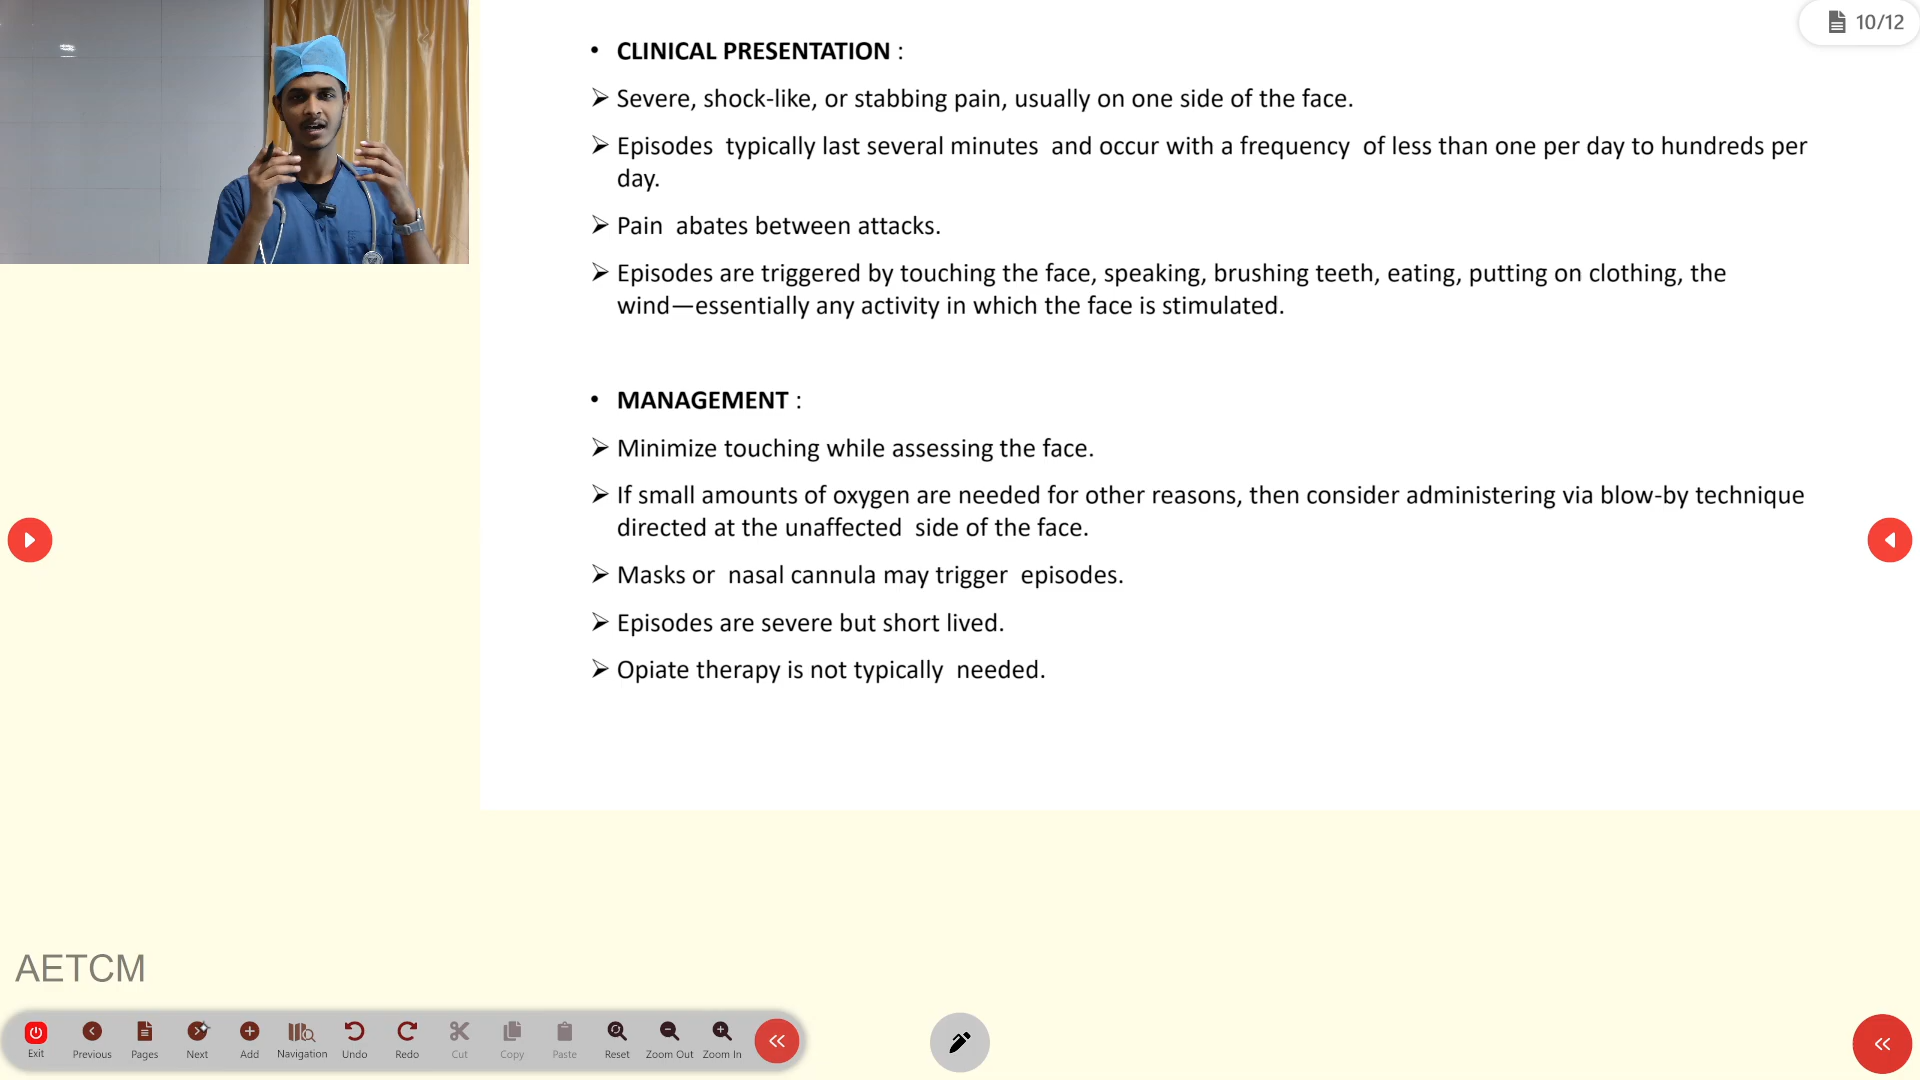 10/12
• CLINICAL PRESENTATION :
➢ Severe, shock-like, or stabbing pain, usually on one side of the face.
➢ Episodes typically last several minutes and occur with a frequency of less than one per day to hundreds per
day.
➢ Pain abates between attacks.
➢ Episodes are triggered by touching the face, speaking, brushing teeth, eating, putting on clothing, the
wind—essentially any activity in which the face is stimulated.
• MANAGEMENT :
➢ Minimize touching while assessing the face.
➢ If small amounts of oxygen are needed for other reasons, then consider administering via blow-by technique
directed at the unaffected side of the face.
➢ Masks or nasal cannula may trigger episodes.
➢ Episodes are severe but short lived.
➢ Opiate therapy is not typically needed.
AETCM
Exit Previous Pages Next Add Navigation Undo Redo Cut Copy Paste Reset Zoom Out Zoom In